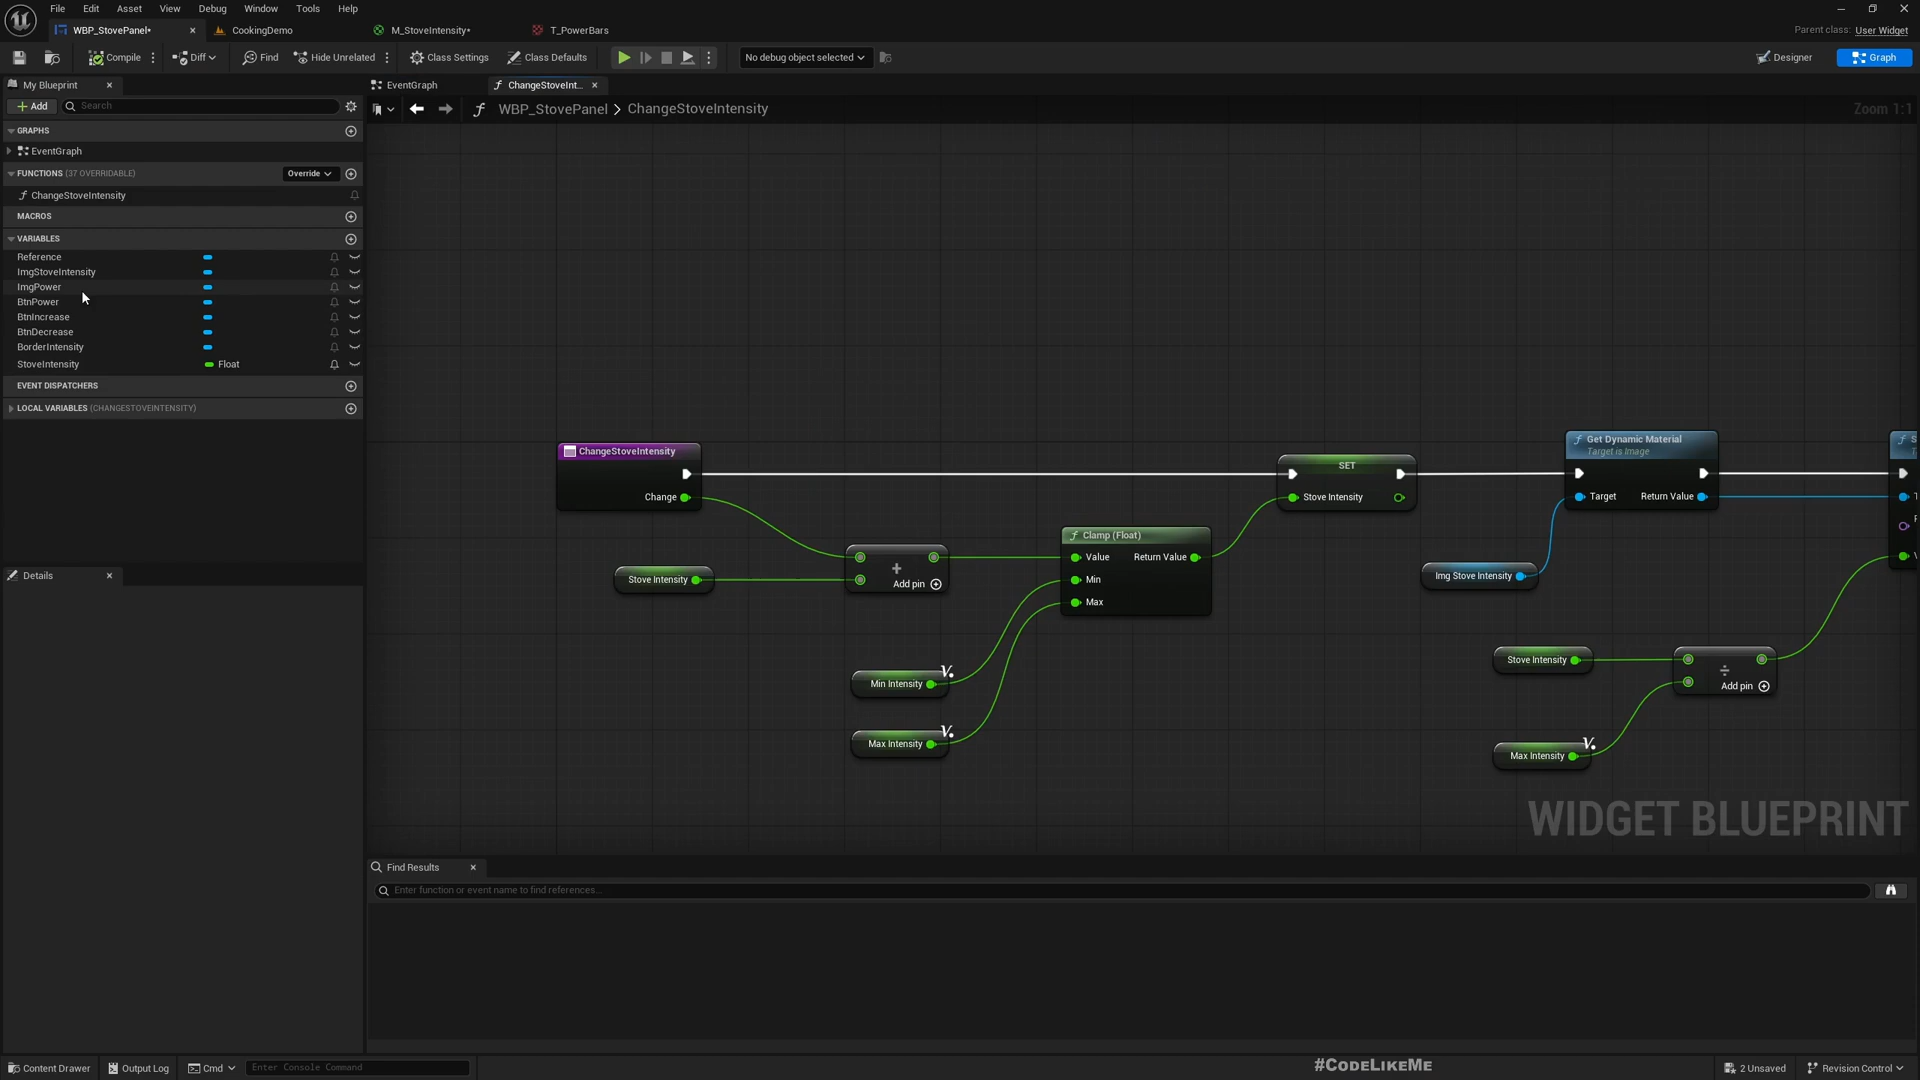 File Edit Asset View Window Debug Tools Help
WBP_StovePanel•
CookingDemo
M_StoveIntensity•
T_PowerBars
Parent class: User Widget
Compile
Diff
Find
Hide Unrelated
Class Settings
Class Defaults
No debug object selected
Designer
Graph
My Blueprint
EventGraph
ChangeStoveInt...
Add
Search
WBP_StovePanel > ChangeStoveIntensity
Zoom 1:1
GRAPHS
EventGraph
FUNCTIONS (37 OVERRIDABLE)
Override
ChangeStoveIntensity
MACROS
VARIABLES
Reference
ImgStoveIntensity
ImgPower
BtnPower
BtnIncrease
BtnDecrease
BorderIntensity
StoveIntensity
Float
EVENT DISPATCHERS
LOCAL VARIABLES (CHANGESTOVEINTENSITY)
Details
ChangeStoveIntensity
Change
Stove Intensity
Add pin
Clamp (Float)
Value
Return Value
Min
Max
Min Intensity
Max Intensity
SET
Stove Intensity
Get Dynamic Material
Target is Image
Target
Return Value
Img Stove Intensity
Stove Intensity
Add pin
Max Intensity
WIDGET BLUEPRINT
Find Results
Enter function or event name to find references...
Content Drawer
Output Log
Cmd
Enter Console Command
#CODELIKEME
2 Unsaved
Revision Control